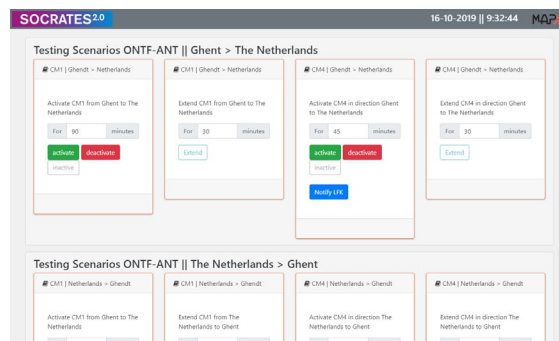 SOCRATES2.0
16-10-2019 || 9:32:44 MAP
Testing Scenarios ONTF-ANT || Ghent > The Netherlands
CM1 | Ghendt > Netherlands
Activate CM1 from Ghent to The
Netherlands
For 90 minutes
activate deactivate
inactive
CM1 | Ghendt > Netherlands
Extend CM1 from Ghent to The
Netherlands
For 30 minutes
Extend
CM4 | Ghendt > Netherlands
Activate CM4 in direction Ghent
to The Netherlands
For 45 minutes
activate deactivate
inactive
Notify LFK
CM4 | Ghendt > Netherlands
Extend CM4 in direction Ghent
to The Netherlands
For 30 minutes
Extend
Testing Scenarios ONTF-ANT || The Netherlands > Ghent
CM1 | Netherlands > Ghendt
Activate CM1 from Ghent to The
Netherlands
CM1 | Netherlands > Ghendt
Extend CM1 from The
Netherlands to Ghent
CM4 | Netherlands > Ghendt
Activate CM4 in direction The
Netherlands to Ghent
CM4 | Netherlands > Ghendt
Extend CM4 in direction The
Netherlands to Ghent